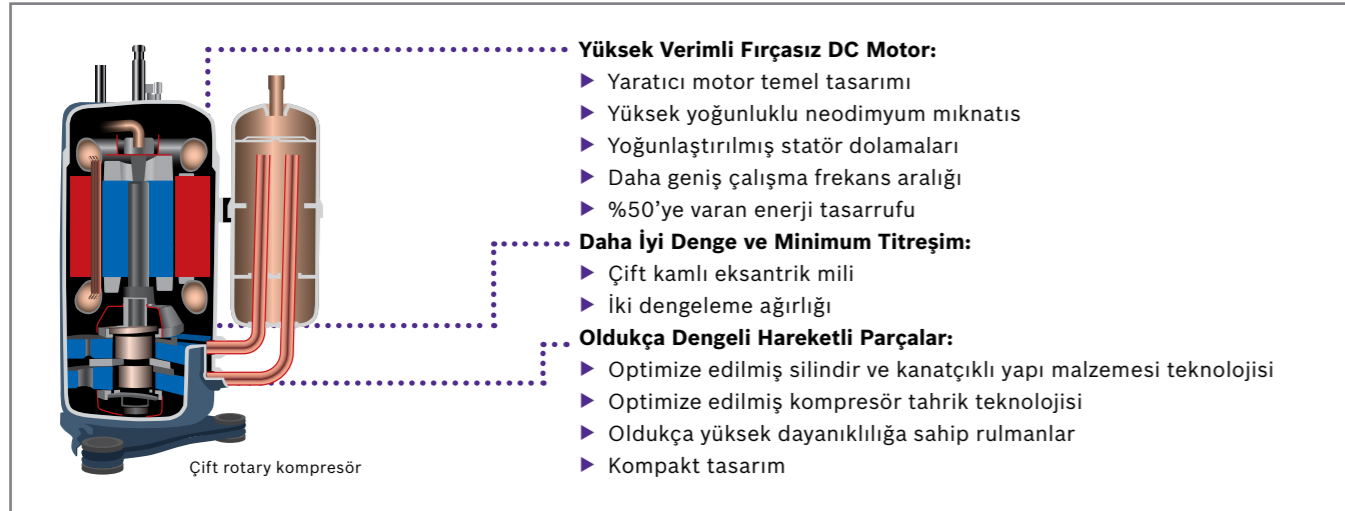 Yüksek Verimli Fırçasız DC Motor:
▶ Yaratıcı motor temel tasarımı
▶ Yüksek yoğunluklu neodimyum mıknatıs
▶ Yoğunlaştırılmış statör dolamaları
▶ Daha geniş çalışma frekans aralığı
▶ %50’ye varan enerji tasarrufu
Daha İyi Denge ve Minimum Titreşim:
▶ Çift kamlı eksantrik mili
▶ İki dengeleme ağırlığı
Oldukça Dengeli Hareketli Parçalar:
▶ Optimize edilmiş silindir ve kanatçıklı yapı malzemesi teknolojisi
▶ Optimize edilmiş kompresör tahrik teknolojisi
▶ Oldukça yüksek dayanıklılığa sahip rulmanlar
▶ Kompakt tasarım
Çift rotary kompresör